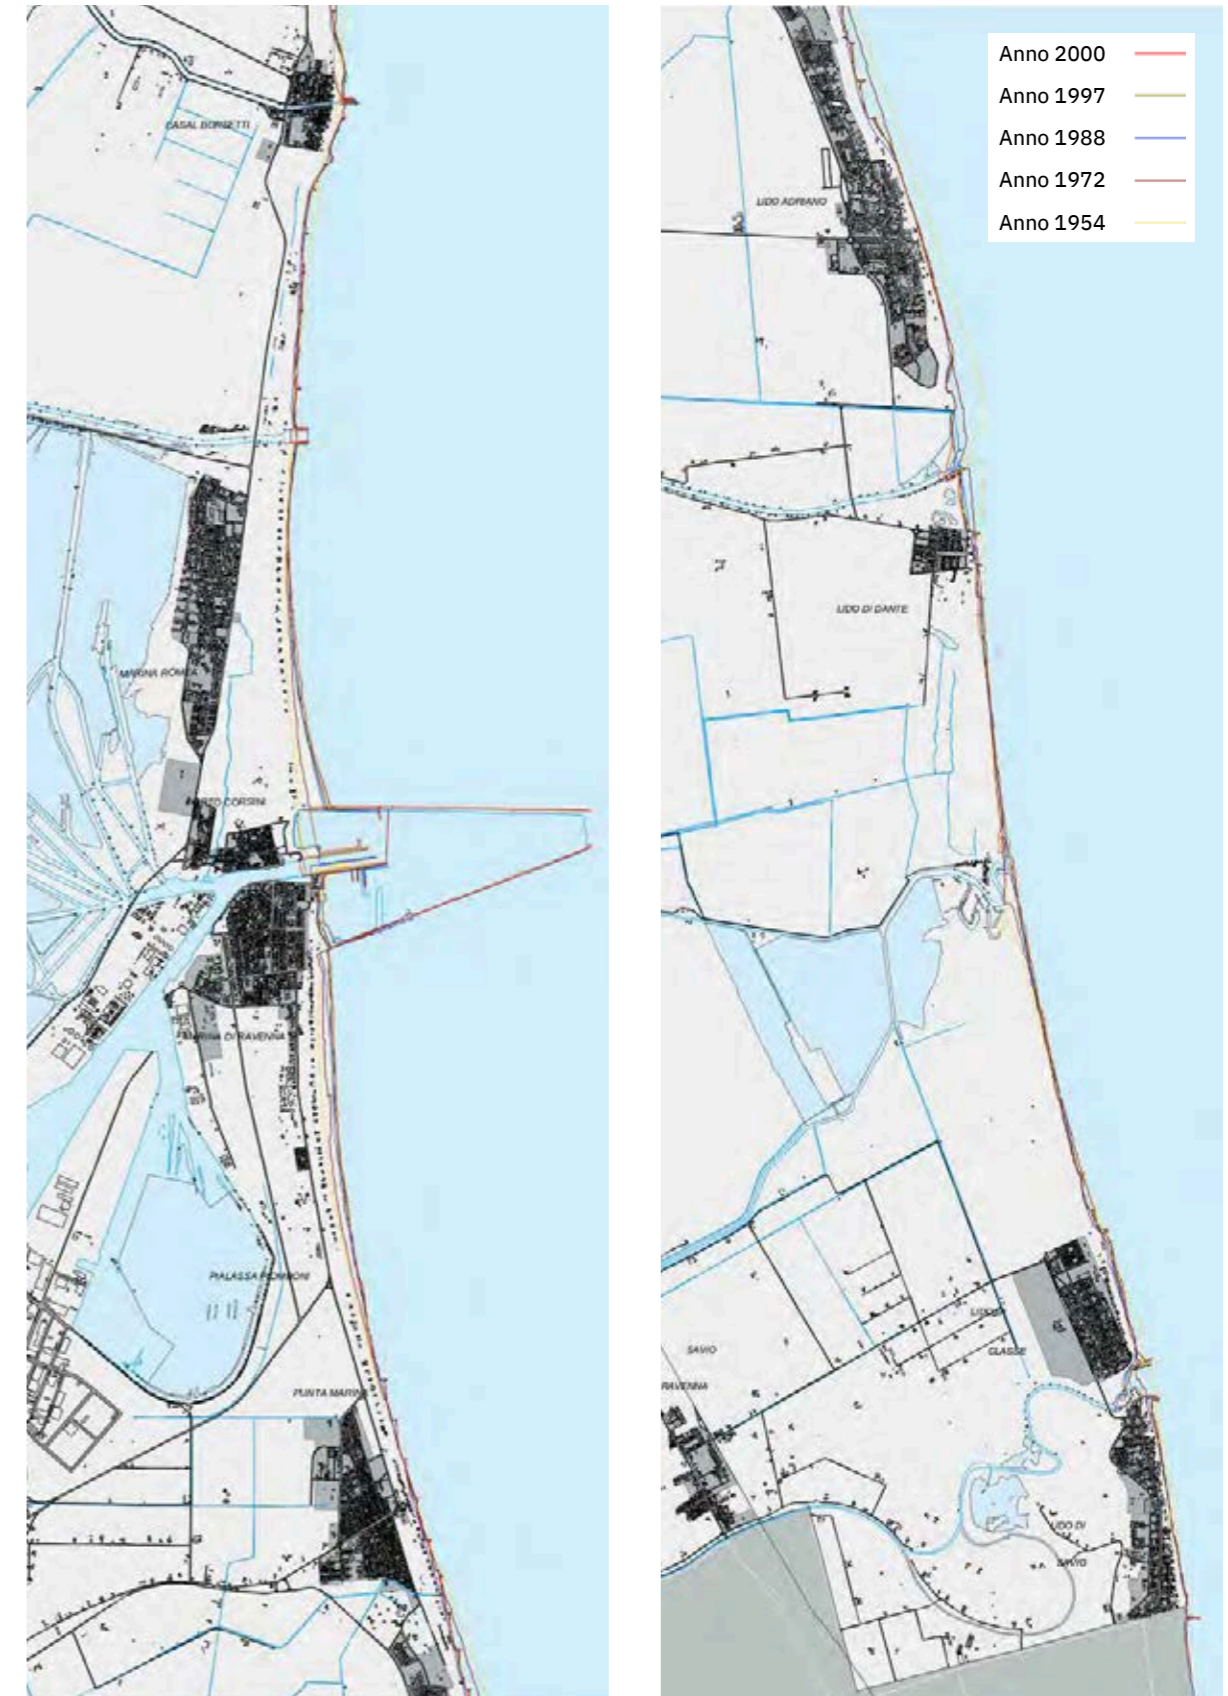 CASAL BORSETTI
MARINA ROMEA
PORTO CORSINI
MARINA DI RAVENNA
PIALASSA PIOMBONI
PUNTA MARINA
Anno 2000
Anno 1997
Anno 1988
Anno 1972
Anno 1954
LIDO ADRIANO
LIDO DI DANTE
LIDO DI
CLASSE
SAVIO
RAVENNA
LIDO DI
SAVIO